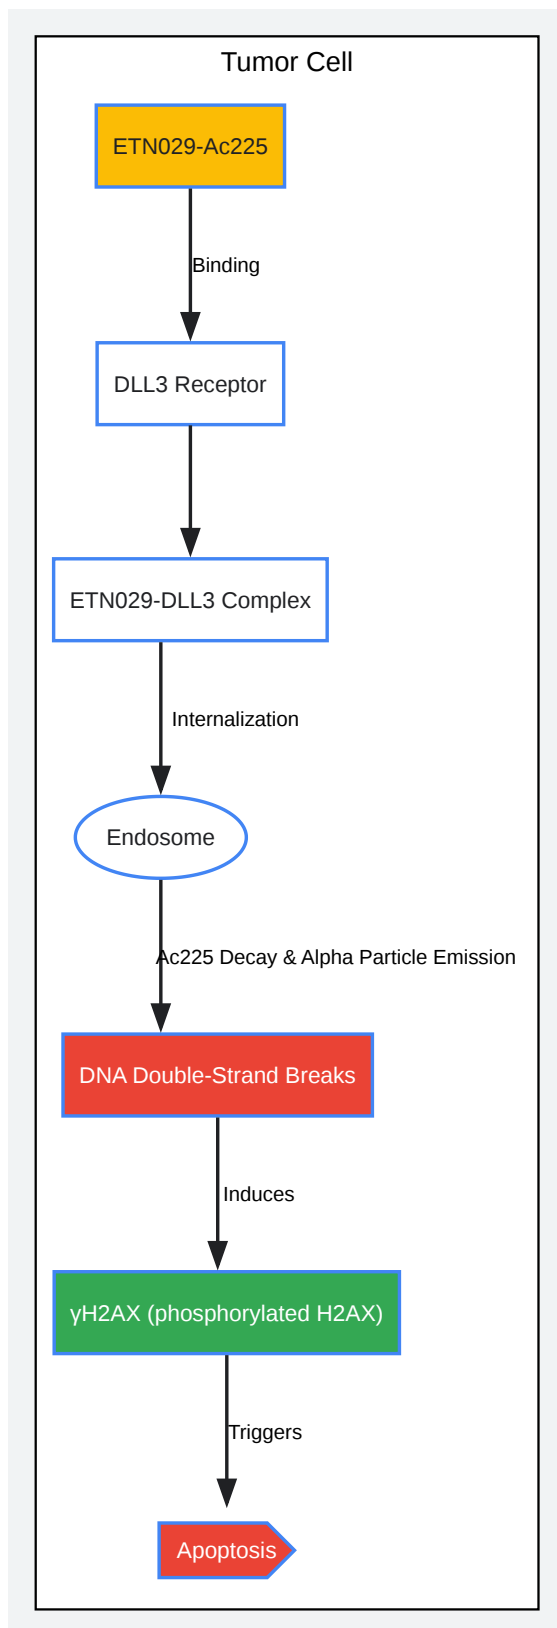 Tumor Cell
ETN029-Ac225
Binding
DLL3 Receptor
ETN029-DLL3 Complex
Internalization
Endosome
Ac225 Decay & Alpha Particle Emission
DNA Double-Strand Breaks
Induces
γH2AX (phosphorylated H2AX)
Triggers
Apoptosis